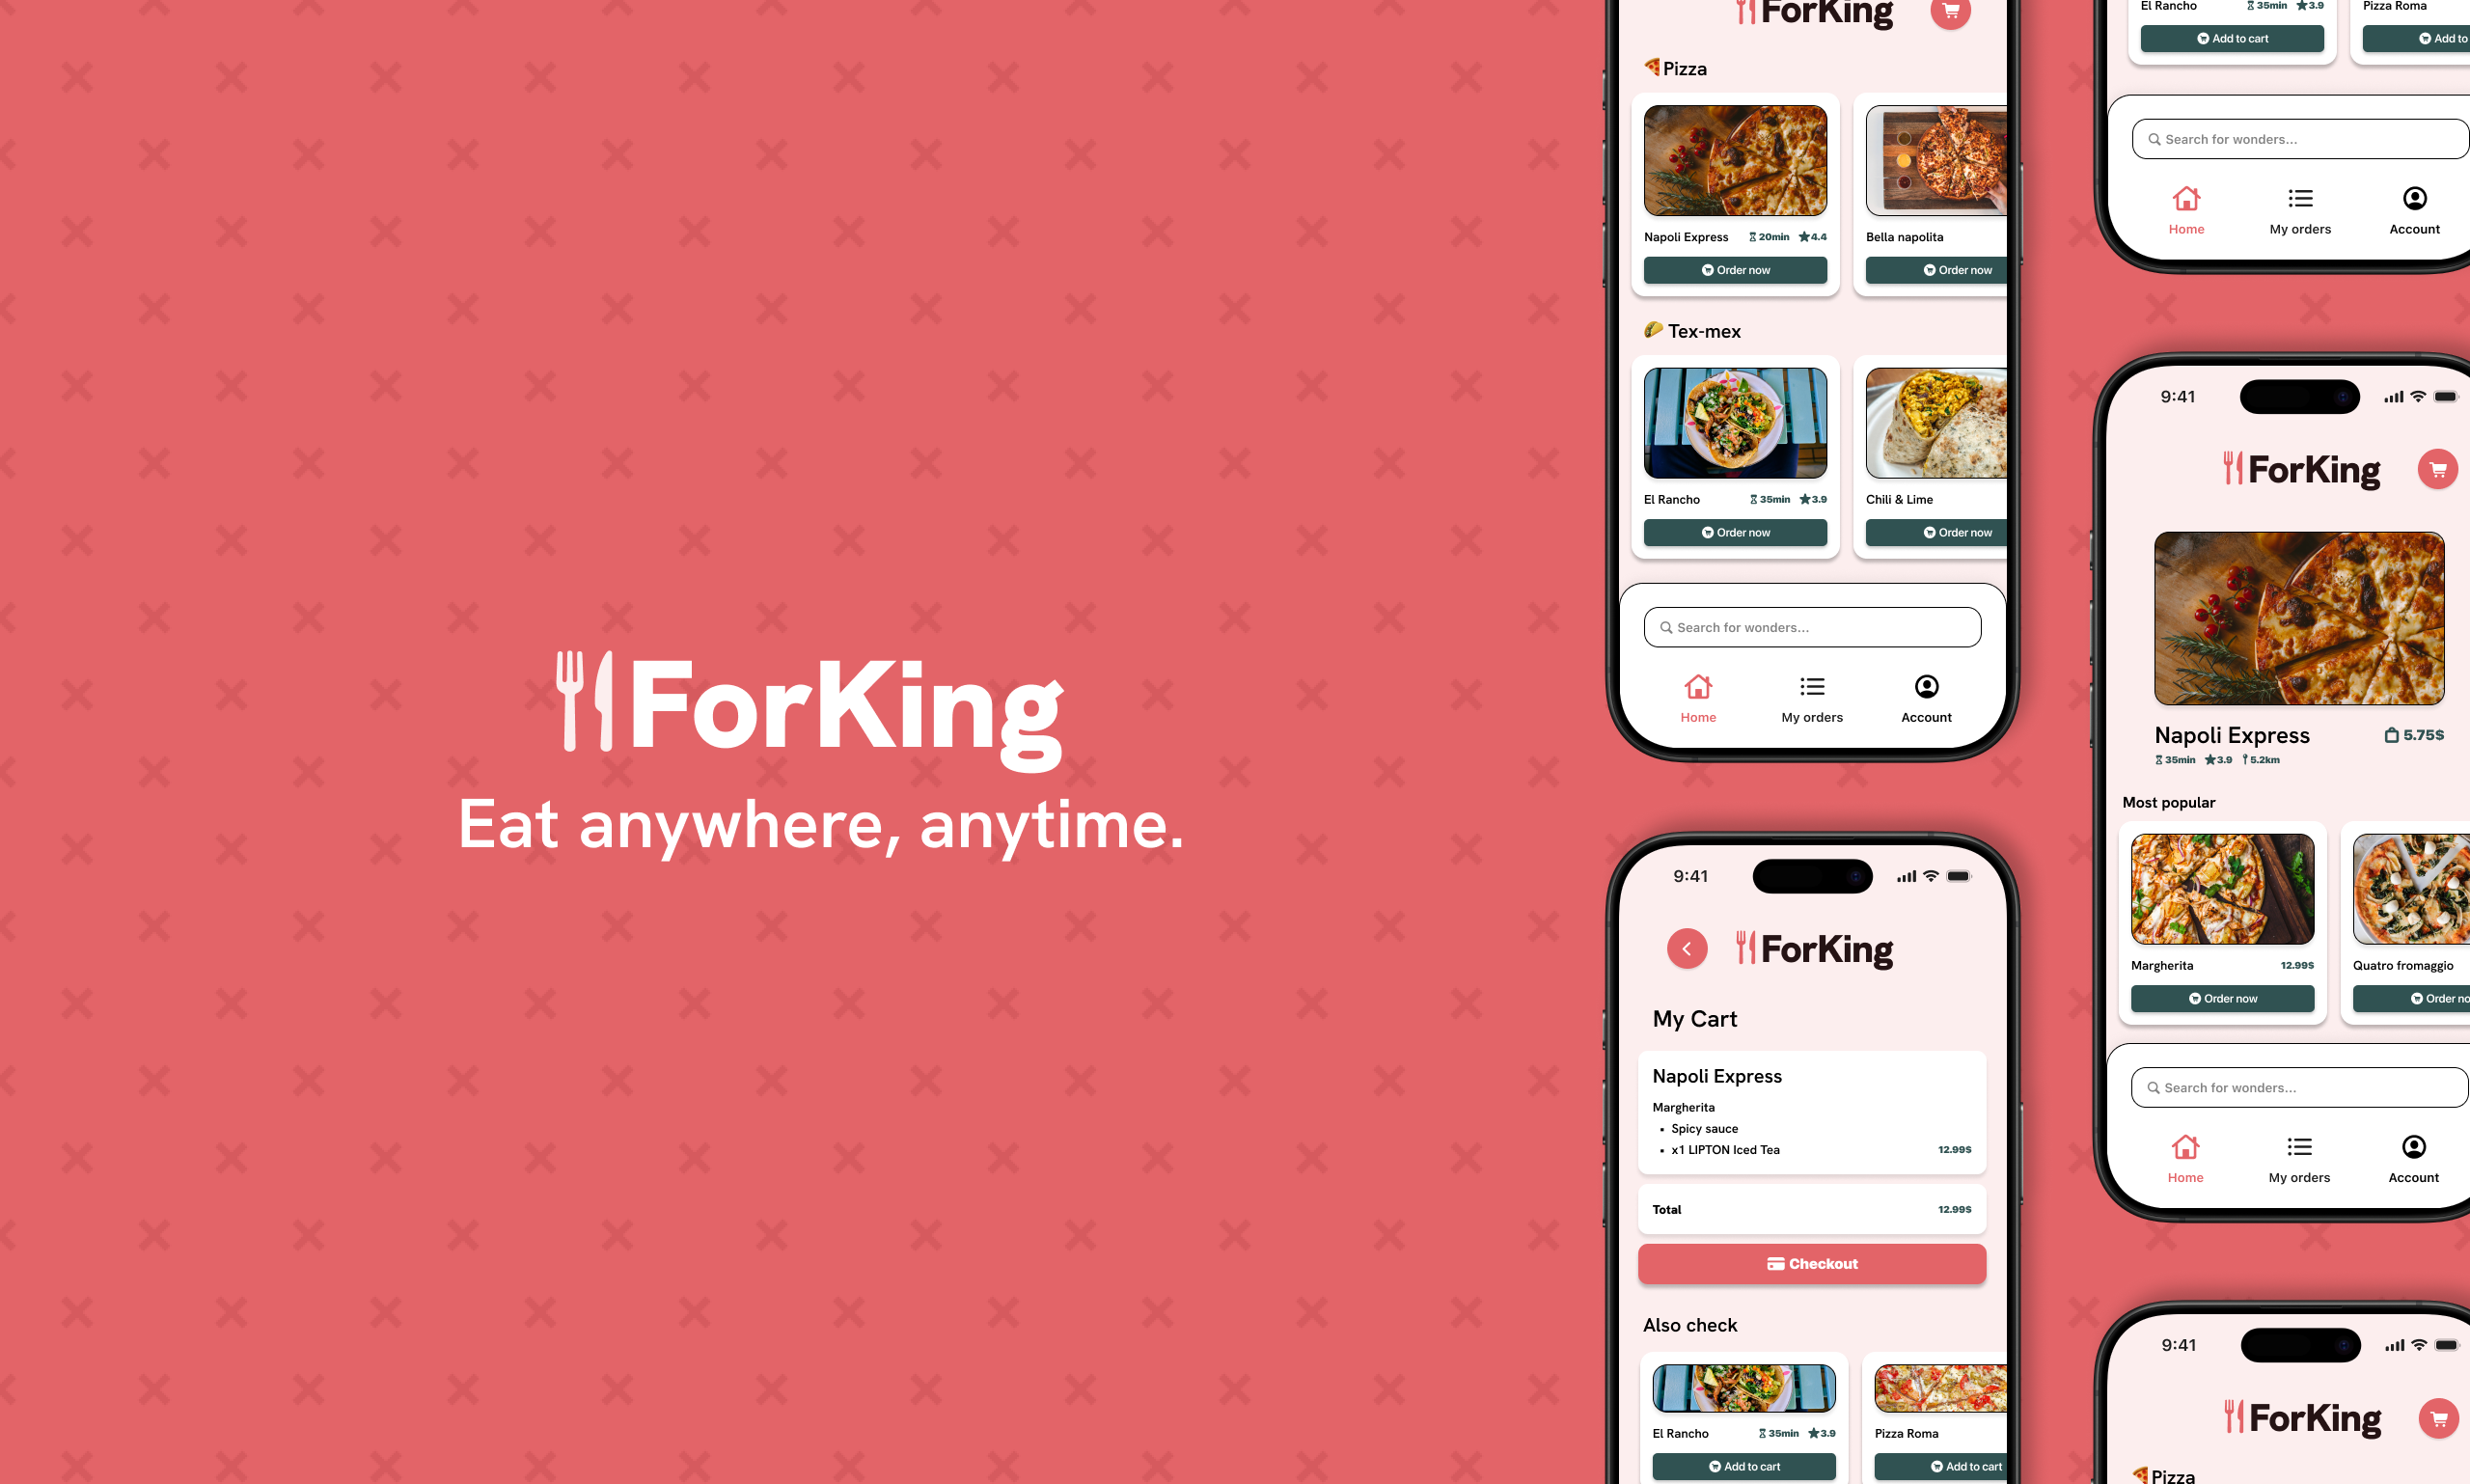 ForKing
Eat anywhere, anytime.
ForKing
🍕Pizza
Napoli Express 20min 4.4
Order now
Bella napolita
Order now
🌮 Tex-mex
El Rancho 35min 3.9
Order now
Chili & Lime
Order now
Search for wonders...
Home My orders Account
9:41
ForKing
My Cart
Napoli Express
Margherita
▪ Spicy sauce
▪ x1 LIPTON Iced Tea 12.99$
Total 12.99$
Checkout
Also check
El Rancho 35min 3.9
Add to cart
Pizza Roma
Add to cart
El Rancho 35min 3.9
Add to cart
Pizza Roma
Add to
Search for wonders...
Home My orders Account
9:41
ForKing
Napoli Express 5.75$
35min 3.9 5.2km
Most popular
Margherita 12.99$
Order now
Quatro fromaggio
Order no
Search for wonders...
Home My orders Account
9:41
ForKing
🍕Pizza